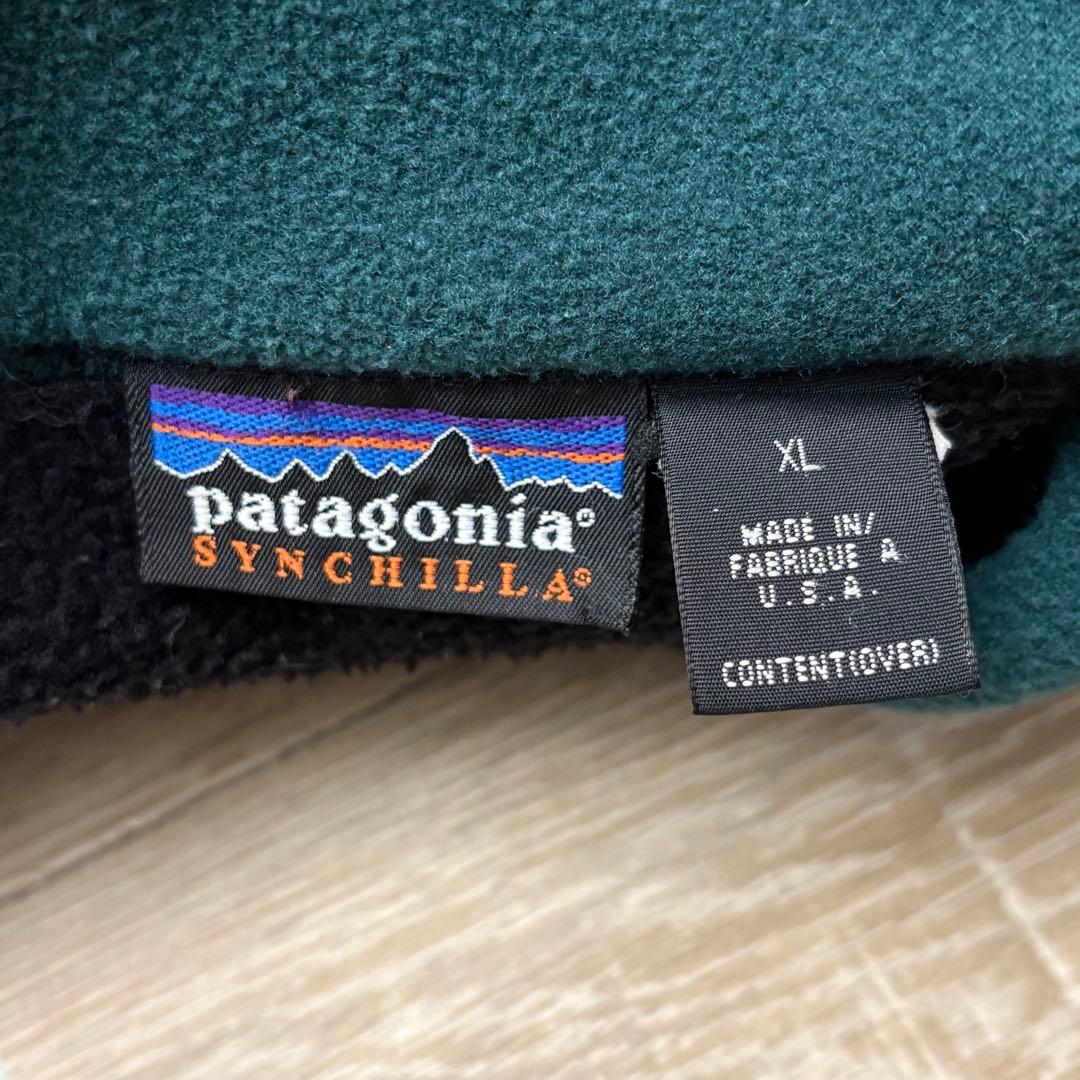 patagonia®
SYNCHILLA®
XL
MADE IN/
FABRIQUE A
U.S.A.
CONTENT(OVER)